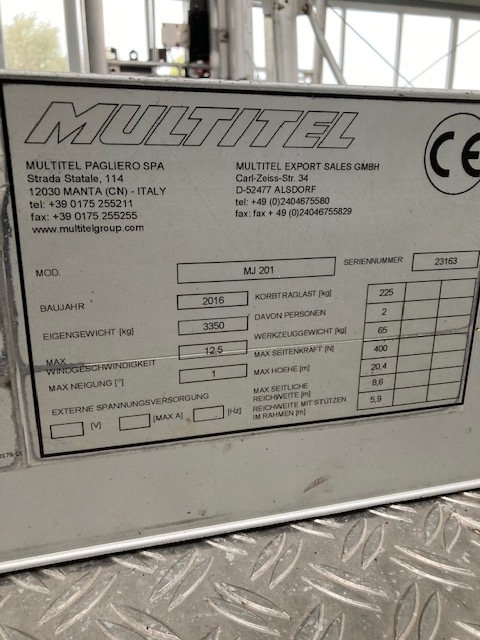 MULTITEL
MULTITEL PAGLIERO SPA
Strada Statale, 114
12030 MANTA (CN) - ITALY
tel: +39 0175 255211
fax: +39 0175 255255
www.multitelgroup.com
MULTITEL EXPORT SALES GMBH
Carl-Zeiss-Str. 34
D-52477 ALSDORF
tel: +49 (0)2404675580
fax: fax + 49 (0)24046755829
CE
MOD. MJ 201 SERIENNUMMER 23163
BAUJAHR 2016
EIGENGEWICHT [kg] 3350
MAX WINDGESCHWINDIGKEIT 12,5
MAX NEIGUNG [°] 1
EXTERNE SPANNUNGSVERSORGUNG
[V] [MAX A] [Hz]
KORBTRAGLAST [kg] 225
DAVON PERSONEN 2
WERKZEUGGEWICHT [kg] 65
MAX SEITENKRAFT [N] 400
MAX HOEHE [m] 20,4
MAX SEITLICHE
REICHWEITE [m] 8,6
REICHWEITE MIT STÜTZEN
IM RAHMEN [m] 5,9